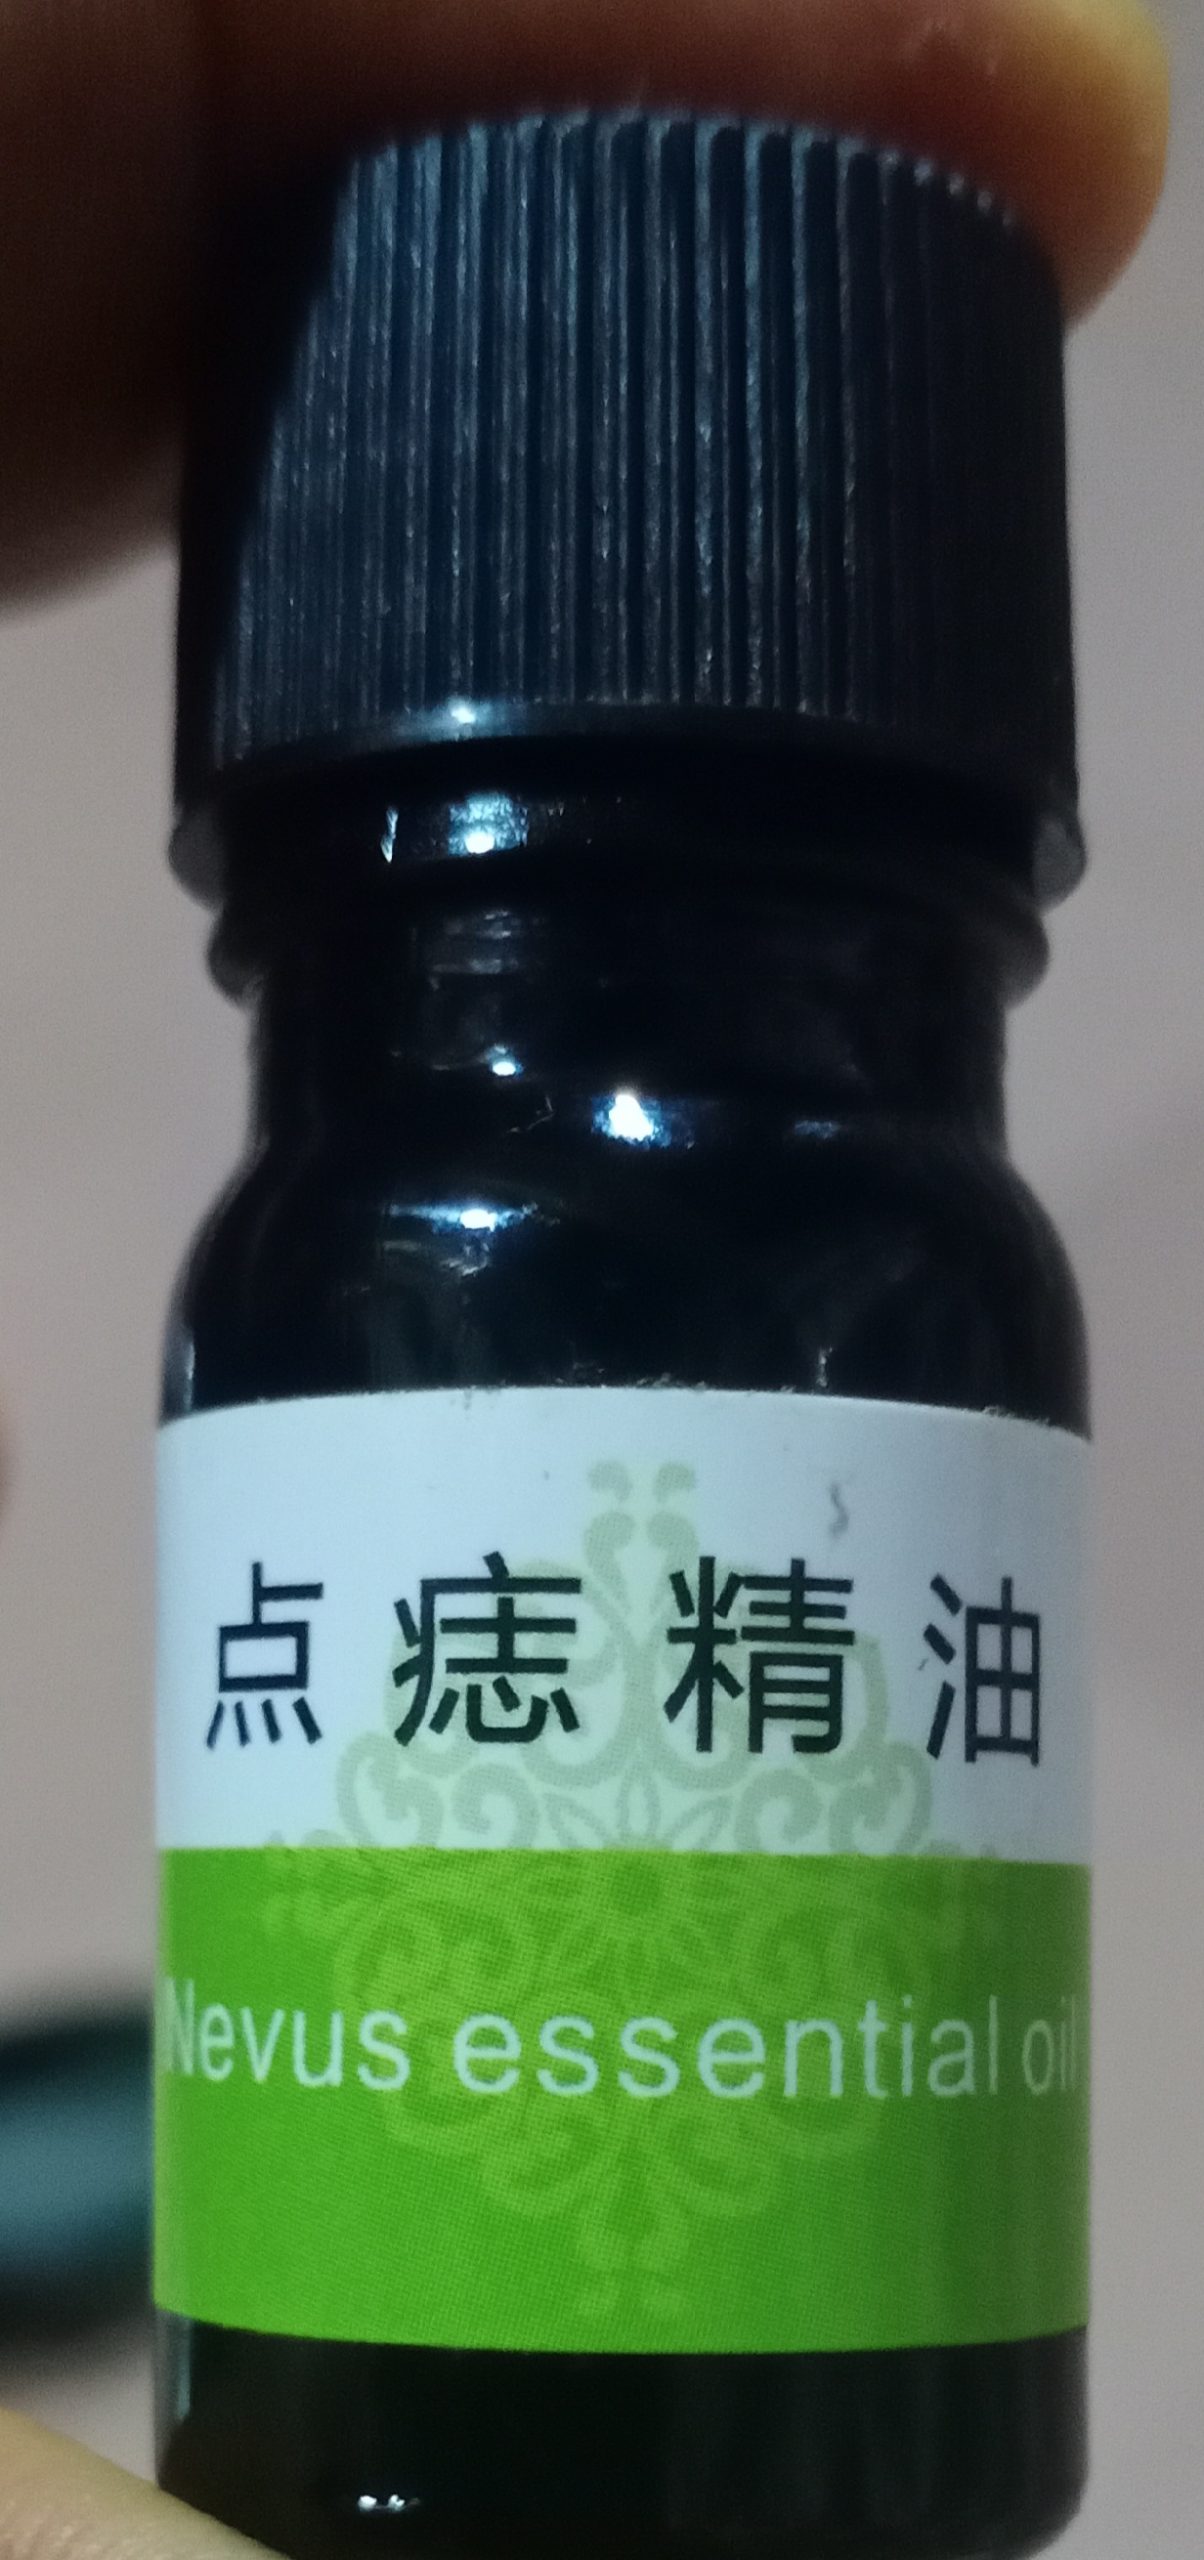 点痣精油
Nevus essential oil